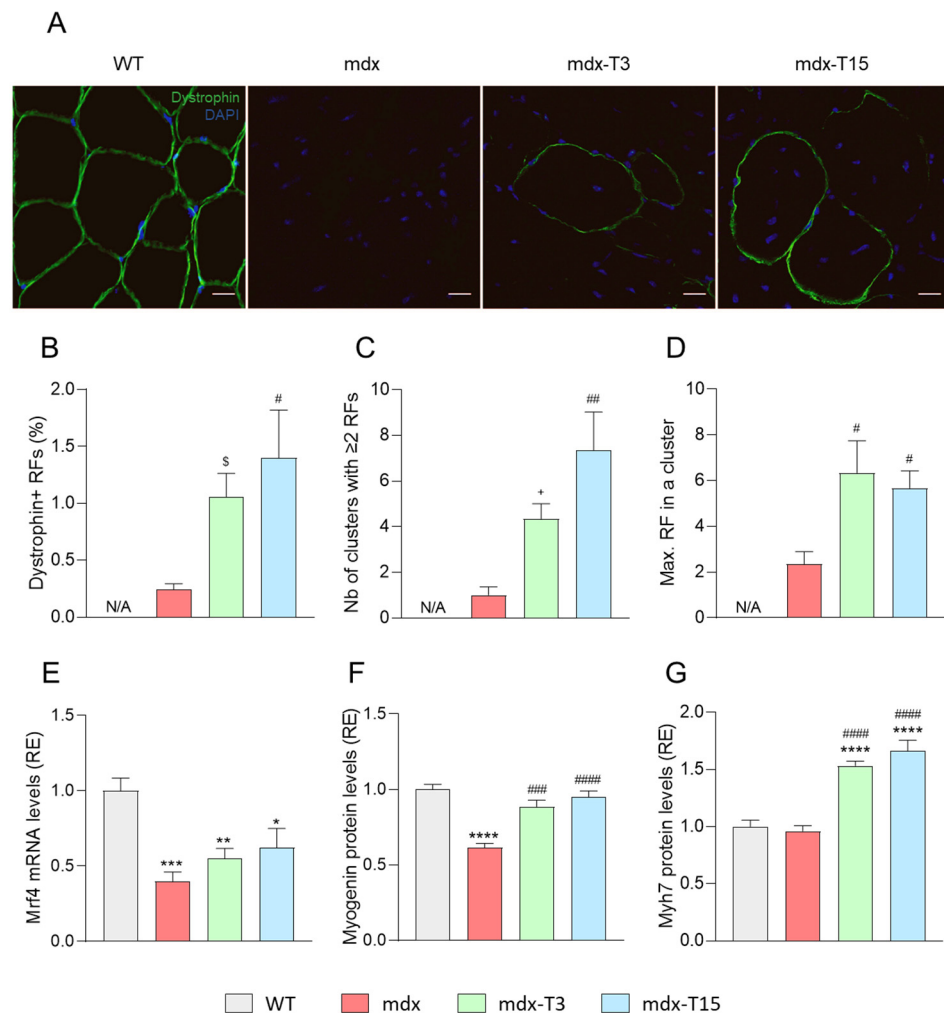 A
WT mdx mdx-T3 mdx-T15
Dystrophin
DAPI
B C D
Dystrophin+ RFs (%)
2.0
1.5
1.0
0.5
0.0
N/A
$
#
Nb of clusters with ≥2 RFs
10
8
6
4
2
0
N/A
+
##
Max. RF in a cluster
10
8
6
4
2
0
N/A
#
#
E F G
Mrf4 mRNA levels (RE)
1.5
1.0
0.5
0.0
***
**
*
Myogenin protein levels (RE)
1.5
1.0
0.5
0.0
****
###
####
Myh7 protein levels (RE)
2.0
1.5
1.0
0.5
0.0
####
****
####
****
WT mdx mdx-T3 mdx-T15